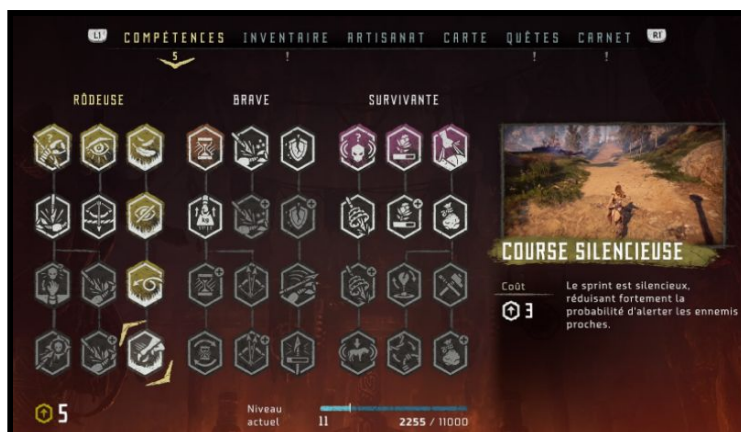 L1 COMPÉTENCES INVENTAIRE ARTISANAT CARTE QUÊTES CARNET R1
5 ! ! !
RÔDEUSE BRAVE SURVIVANTE
COURSE SILENCIEUSE
Coût
3
Le sprint est silencieux,
réduisant fortement la
probabilité d'alerter les ennemis
proches.
5
Niveau
actuel
11 2255 / 11000